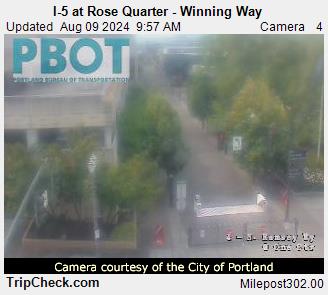 I-5 at Rose Quarter - Winning Way
Updated Aug 09 2024 9:57 AM Camera 4
PBOT
PORTLAND BUREAU OF TRANSPORTATION
Camera courtesy of the City of Portland
TripCheck.com Milepost302.00